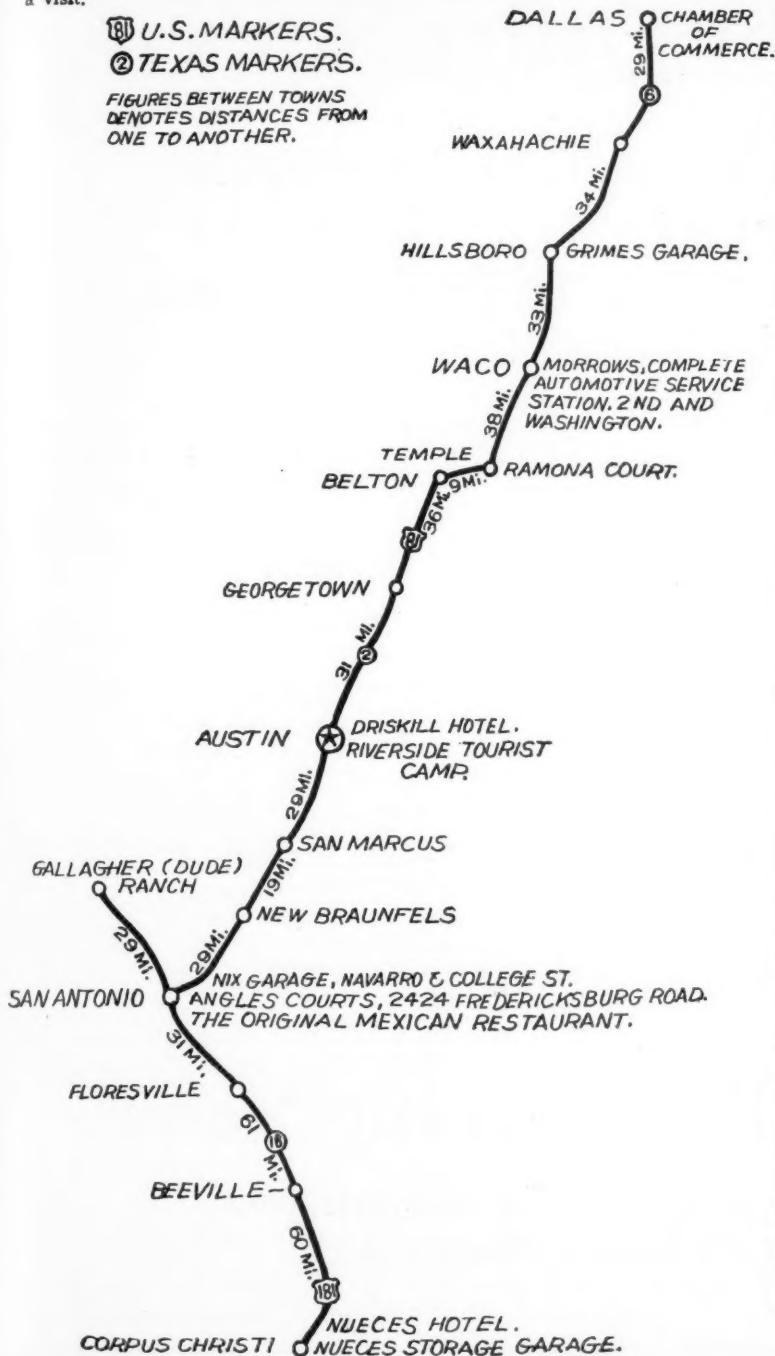 a visit.
81 U.S. MARKERS.
2 TEXAS MARKERS.
FIGURES BETWEEN TOWNS
DENOTES DISTANCES FROM
ONE TO ANOTHER.
DALLAS
CHAMBER
OF
COMMERCE.
29 Mi.
6
WAXAHACHIE
34 Mi.
HILLSBORO
GRIMES GARAGE.
33 Mi.
WACO
MORROWS, COMPLETE
AUTOMOTIVE SERVICE
STATION. 2ND AND
WASHINGTON.
38 Mi.
TEMPLE
RAMONA COURT.
BELTON
9 Mi.
36 Mi.
81
GEORGETOWN
31 Mi.
2
AUSTIN
DRISKILL HOTEL.
RIVERSIDE TOURIST
CAMP.
29 Mi.
SAN MARCUS
19 Mi.
GALLAGHER (DUDE)
RANCH
NEW BRAUNFELS
29 Mi.
29 Mi.
SAN ANTONIO
NIX GARAGE, NAVARRO & COLLEGE ST.
ANGLES COURTS, 2424 FREDERICKSBURG ROAD.
THE ORIGINAL MEXICAN RESTAURANT.
31 Mi.
FLORESVILLE
61 Mi.
16
BEEVILLE
60 Mi.
181
CORPUS CHRISTI
NUECES HOTEL.
NUECES STORAGE GARAGE.